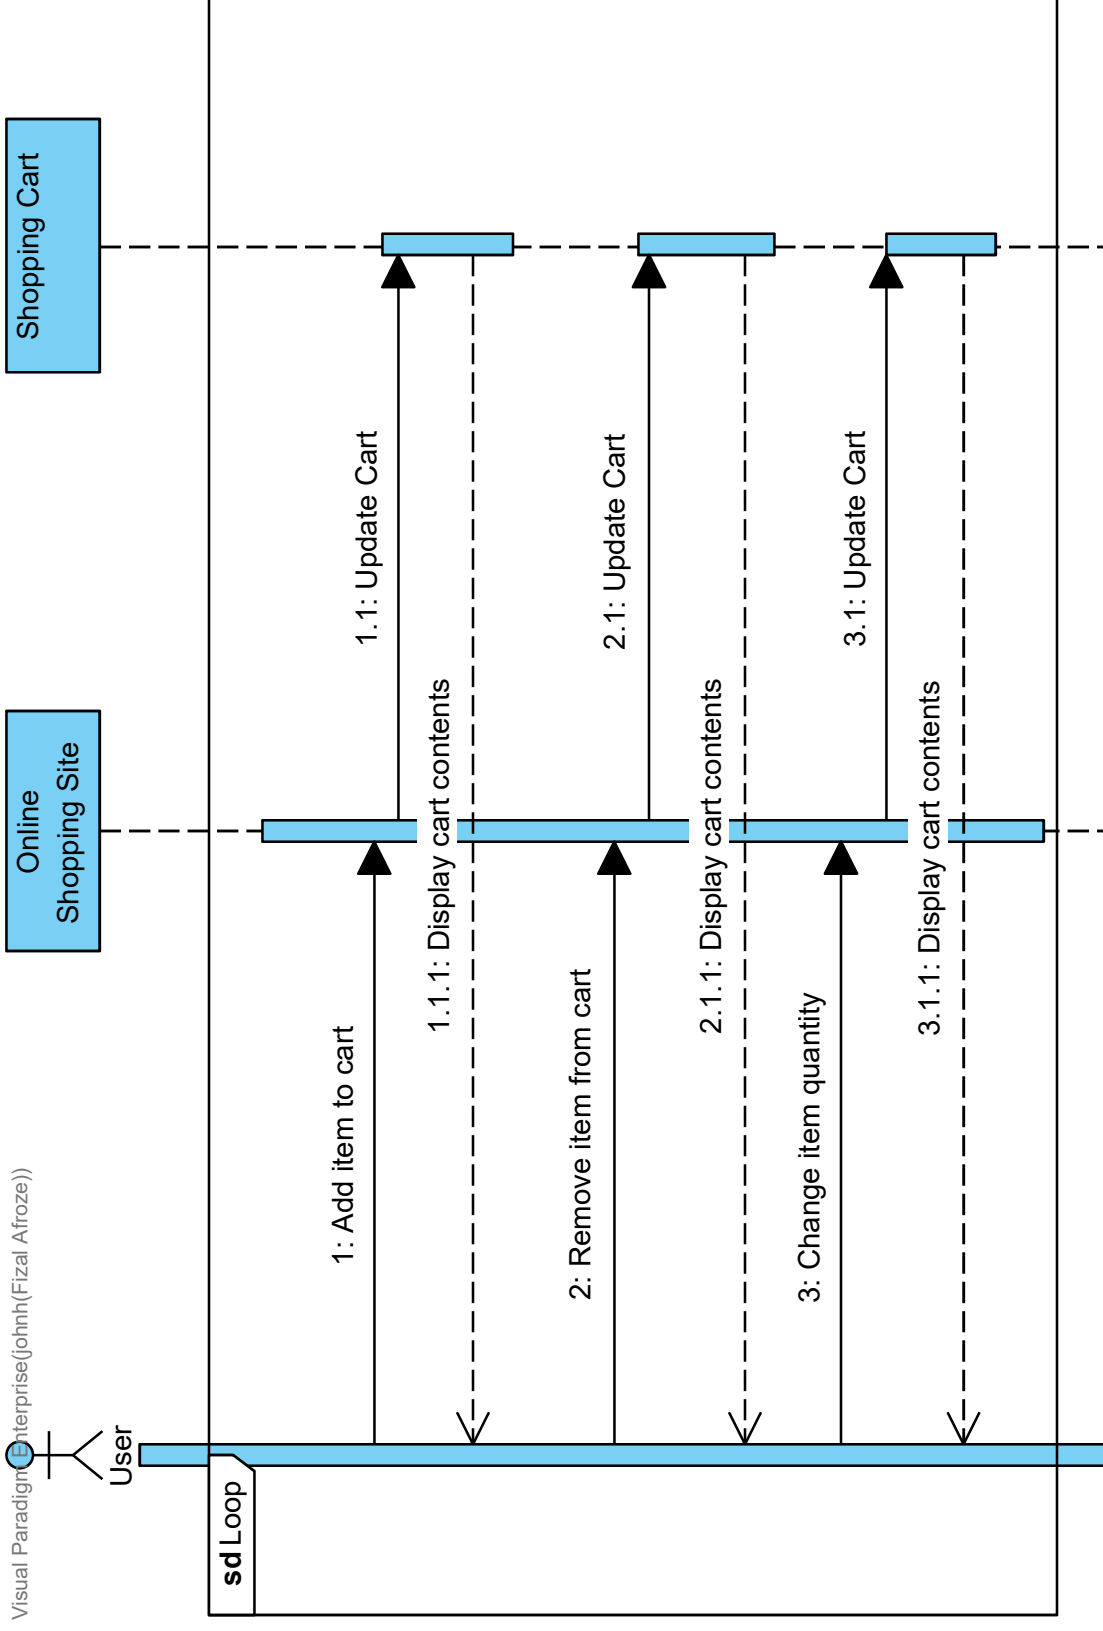 Visual Paradigm Enterprise(johnh(Fizal Afroze))
User
Online
Shopping Site
Shopping Cart
sd Loop
1: Add item to cart
1.1: Update Cart
1.1.1: Display cart contents
2: Remove item from cart
2.1: Update Cart
2.1.1: Display cart contents
3: Change item quantity
3.1: Update Cart
3.1.1: Display cart contents